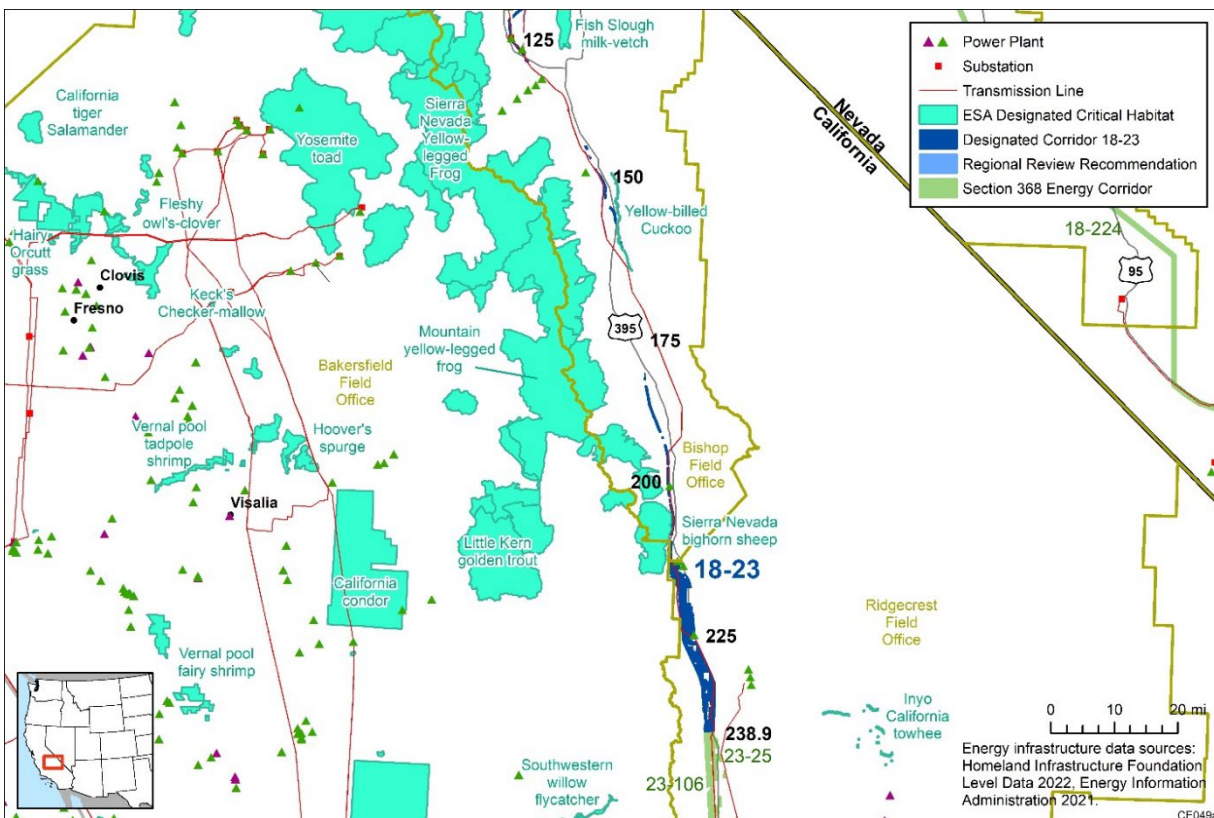 125
Fish Slough
milk-vetch
Power Plant
Substation
Transmission Line
ESA Designated Critical Habitat
Designated Corridor 18-23
Regional Review Recommendation
Section 368 Energy Corridor
Nevada
California
California
tiger
Salamander
Sierra
Nevada
Yellow-
legged
Frog
Yosemite
toad
150
Yellow-billed
Cuckoo
Fleshy
owl's-clover
Hairy
Orcutt
grass
18-224
95
Clovis
Fresno
Keck's
Checker-mallow
395
175
Mountain
yellow-legged
frog
Bakersfield
Field
Office
Vernal pool
tadpole
shrimp
Hoover's
spurge
Bishop
Field
Office
200
Visalia
Sierra Nevada
bighorn sheep
Little Kern
golden trout
18-23
California
condor
Ridgecrest
Field
Office
225
Vernal pool
fairy shrimp
Inyo
California
towhee
0 10 20 mi
238.9
23-25
23-106
Southwestern
willow
flycatcher
Energy infrastructure data sources:
Homeland Infrastructure Foundation
Level Data 2022, Energy Information
Administration 2021.